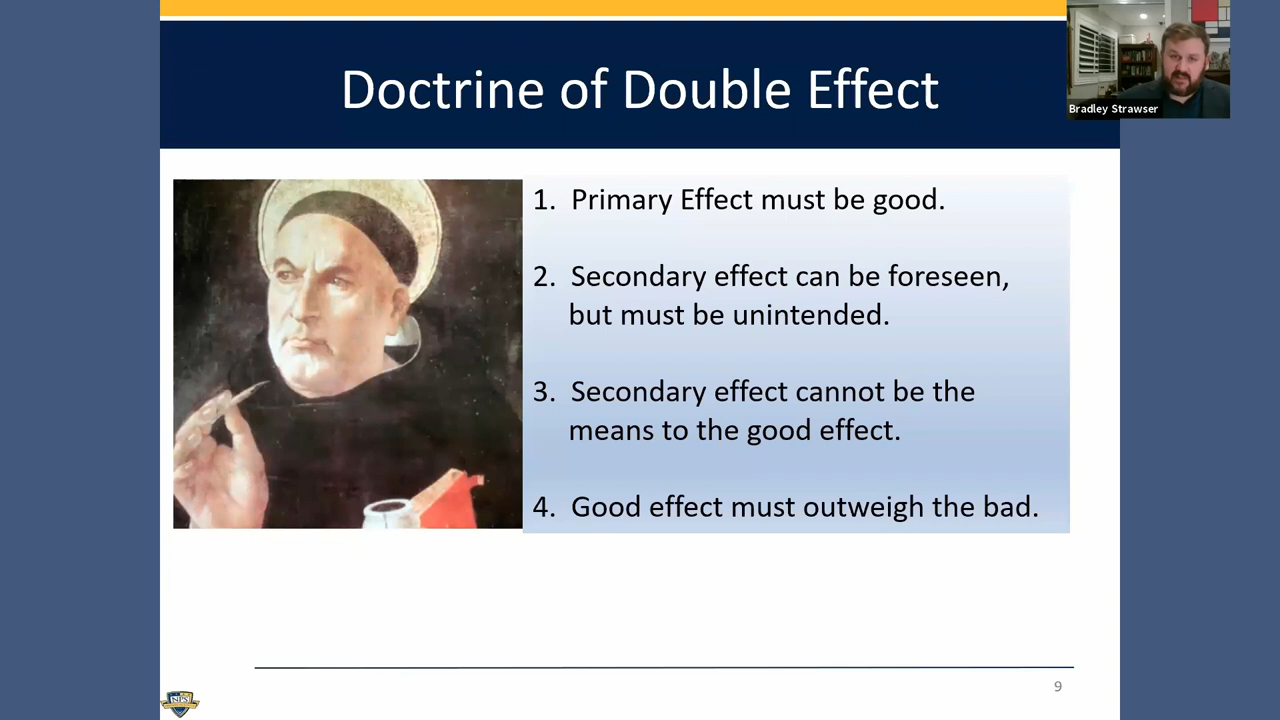 Doctrine of Double Effect
Bradley Strawser
1. Primary Effect must be good.
2. Secondary effect can be foreseen,
but must be unintended.
3. Secondary effect cannot be the
means to the good effect.
4. Good effect must outweigh the bad.
9
NPS